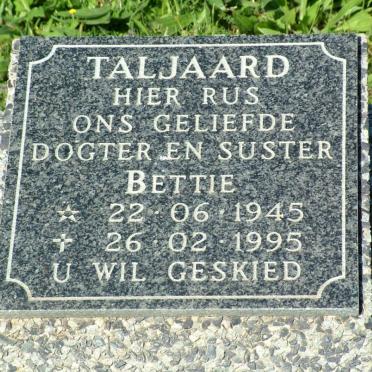 TALJAARD
HIER RUS
ONS GELIEFDE
DOGTER EN SUSTER
BETTIE
☆ 22·06·1945
✝ 26·02·1995
U WIL GESKIED